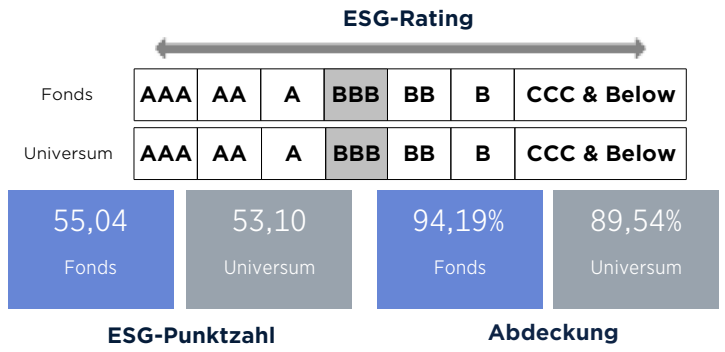 ESG-Rating
Fonds AAA AA A BBB BB B CCC & Below
Universum AAA AA A BBB BB B CCC & Below
55,04 53,10 94,19% 89,54%
Fonds Universum Fonds Universum
ESG-Punktzahl Abdeckung